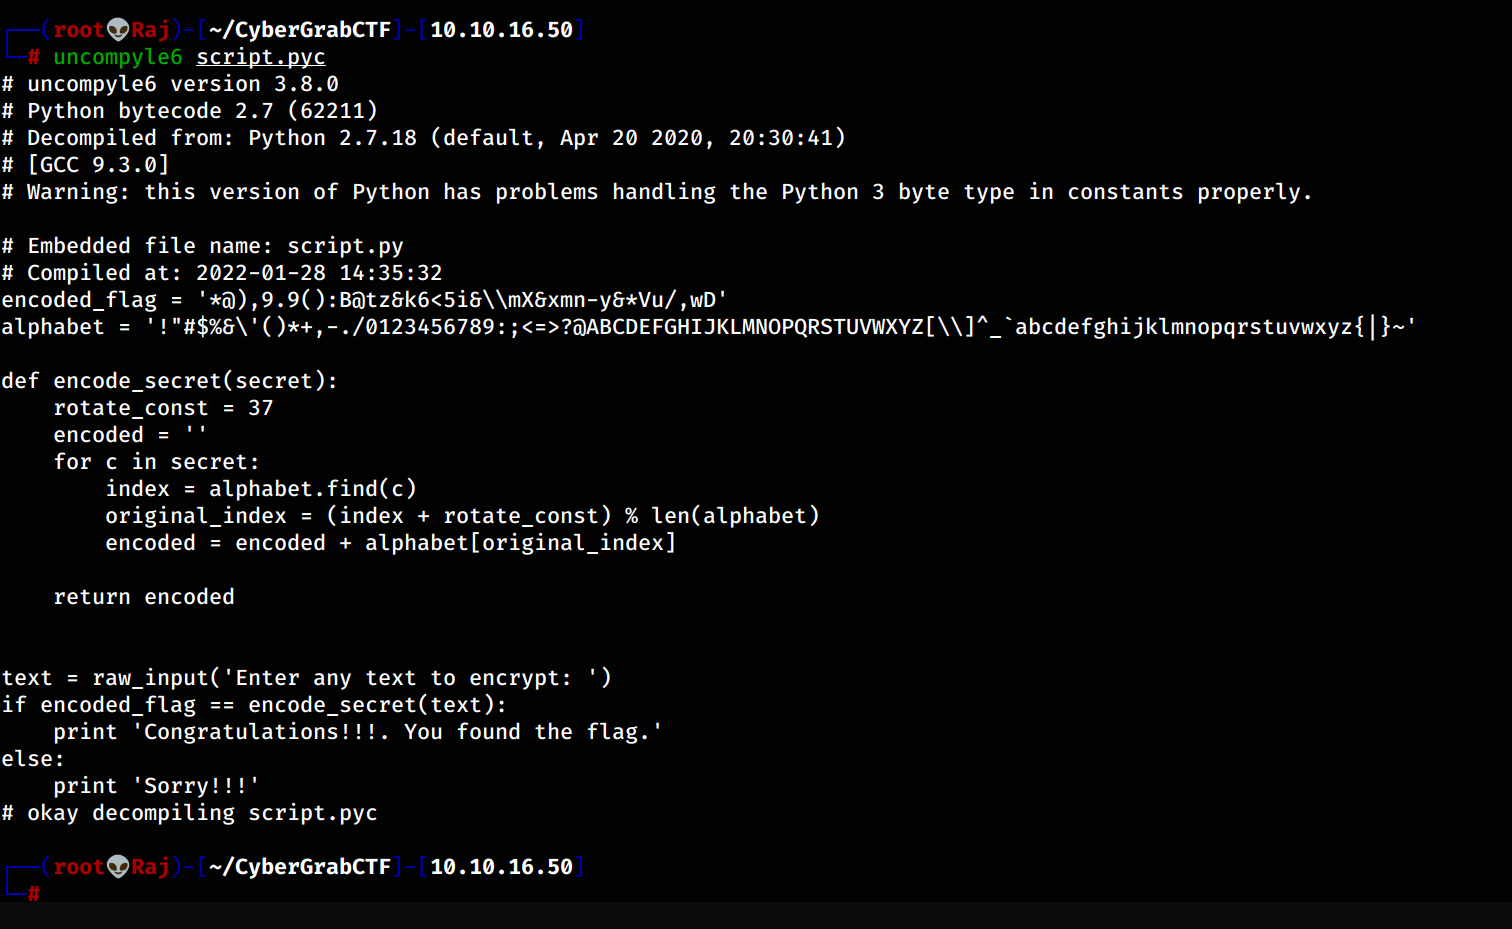 ┌──(root👽Raj)-[~/CyberGrabCTF]-[10.10.16.50]
└─# uncompyle6 script.pyc
# uncompyle6 version 3.8.0
# Python bytecode 2.7 (62211)
# Decompiled from: Python 2.7.18 (default, Apr 20 2020, 20:30:41)
# [GCC 9.3.0]
# Warning: this version of Python has problems handling the Python 3 byte type in constants properly.

# Embedded file name: script.py
# Compiled at: 2022-01-28 14:35:32
encoded_flag = '*@),9.9():B@tz&k6<5i&\\mX&xmn-y&*Vu/,wD'
alphabet = '!"#$%&\'()*+,-./0123456789:;<=>?@ABCDEFGHIJKLMNOPQRSTUVWXYZ[\\]^_`abcdefghijklmnopqrstuvwxyz{|}~'

def encode_secret(secret):
    rotate_const = 37
    encoded = ''
    for c in secret:
        index = alphabet.find(c)
        original_index = (index + rotate_const) % len(alphabet)
        encoded = encoded + alphabet[original_index]

    return encoded


text = raw_input('Enter any text to encrypt: ')
if encoded_flag == encode_secret(text):
    print 'Congratulations!!!. You found the flag.'
else:
    print 'Sorry!!!'
# okay decompiling script.pyc

┌──(root👽Raj)-[~/CyberGrabCTF]-[10.10.16.50]
└─#